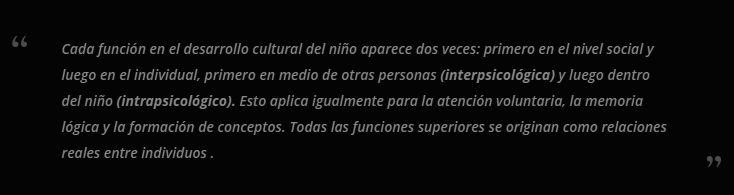 “
Cada función en el desarrollo cultural del niño aparece dos veces: primero en el nivel social y
luego en el individual, primero en medio de otras personas (interpsicológica) y luego dentro
del niño (intrapsicológico). Esto aplica igualmente para la atención voluntaria, la memoria
lógica y la formación de conceptos. Todas las funciones superiores se originan como relaciones
reales entre individuos .
”